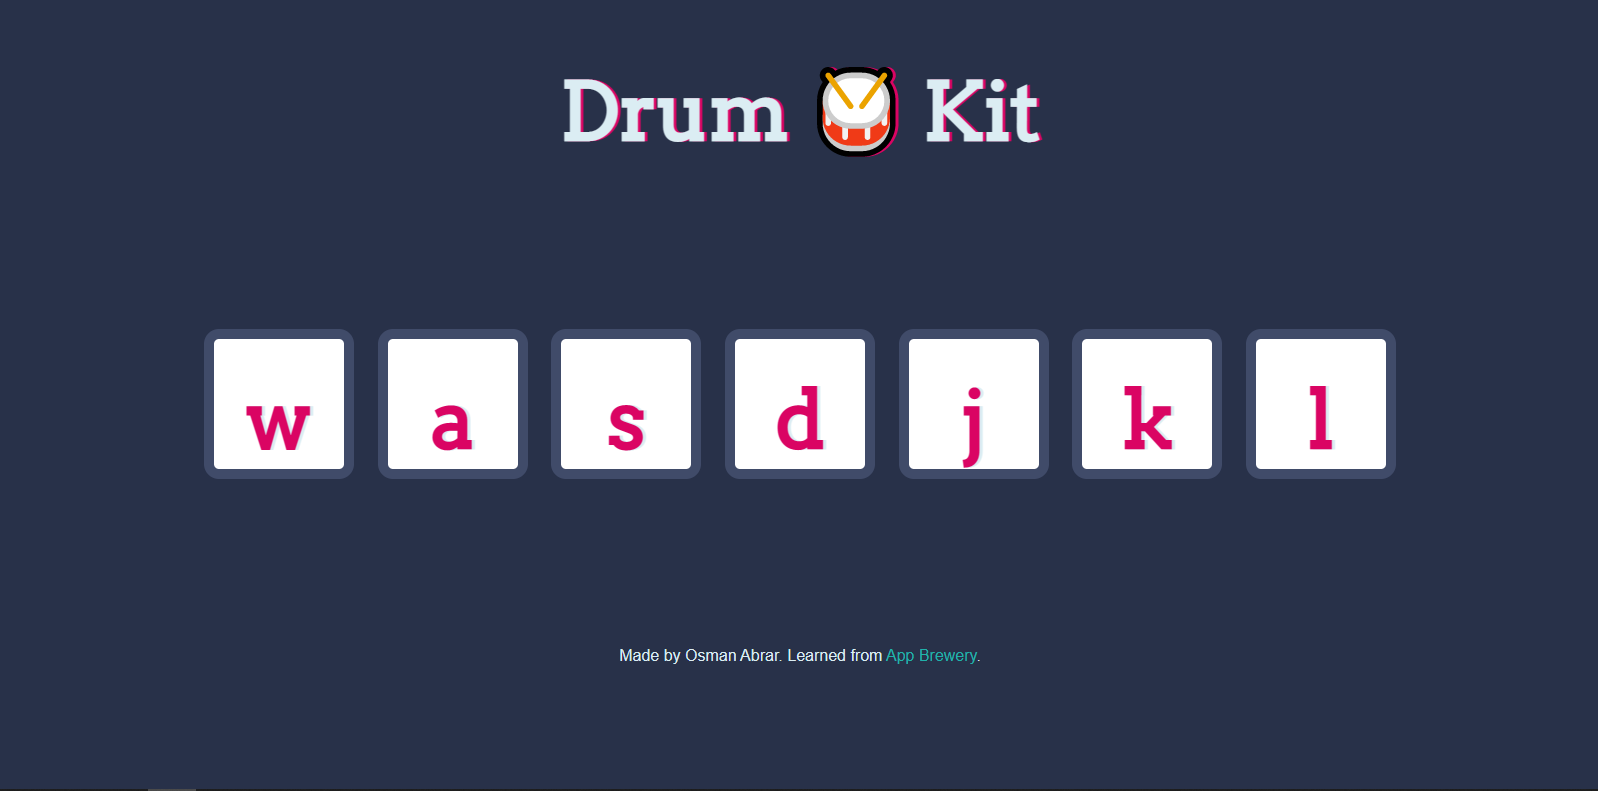 Drum 🥁 Kit
w a s d j k l
Made by Osman Abrar. Learned from App Brewery.